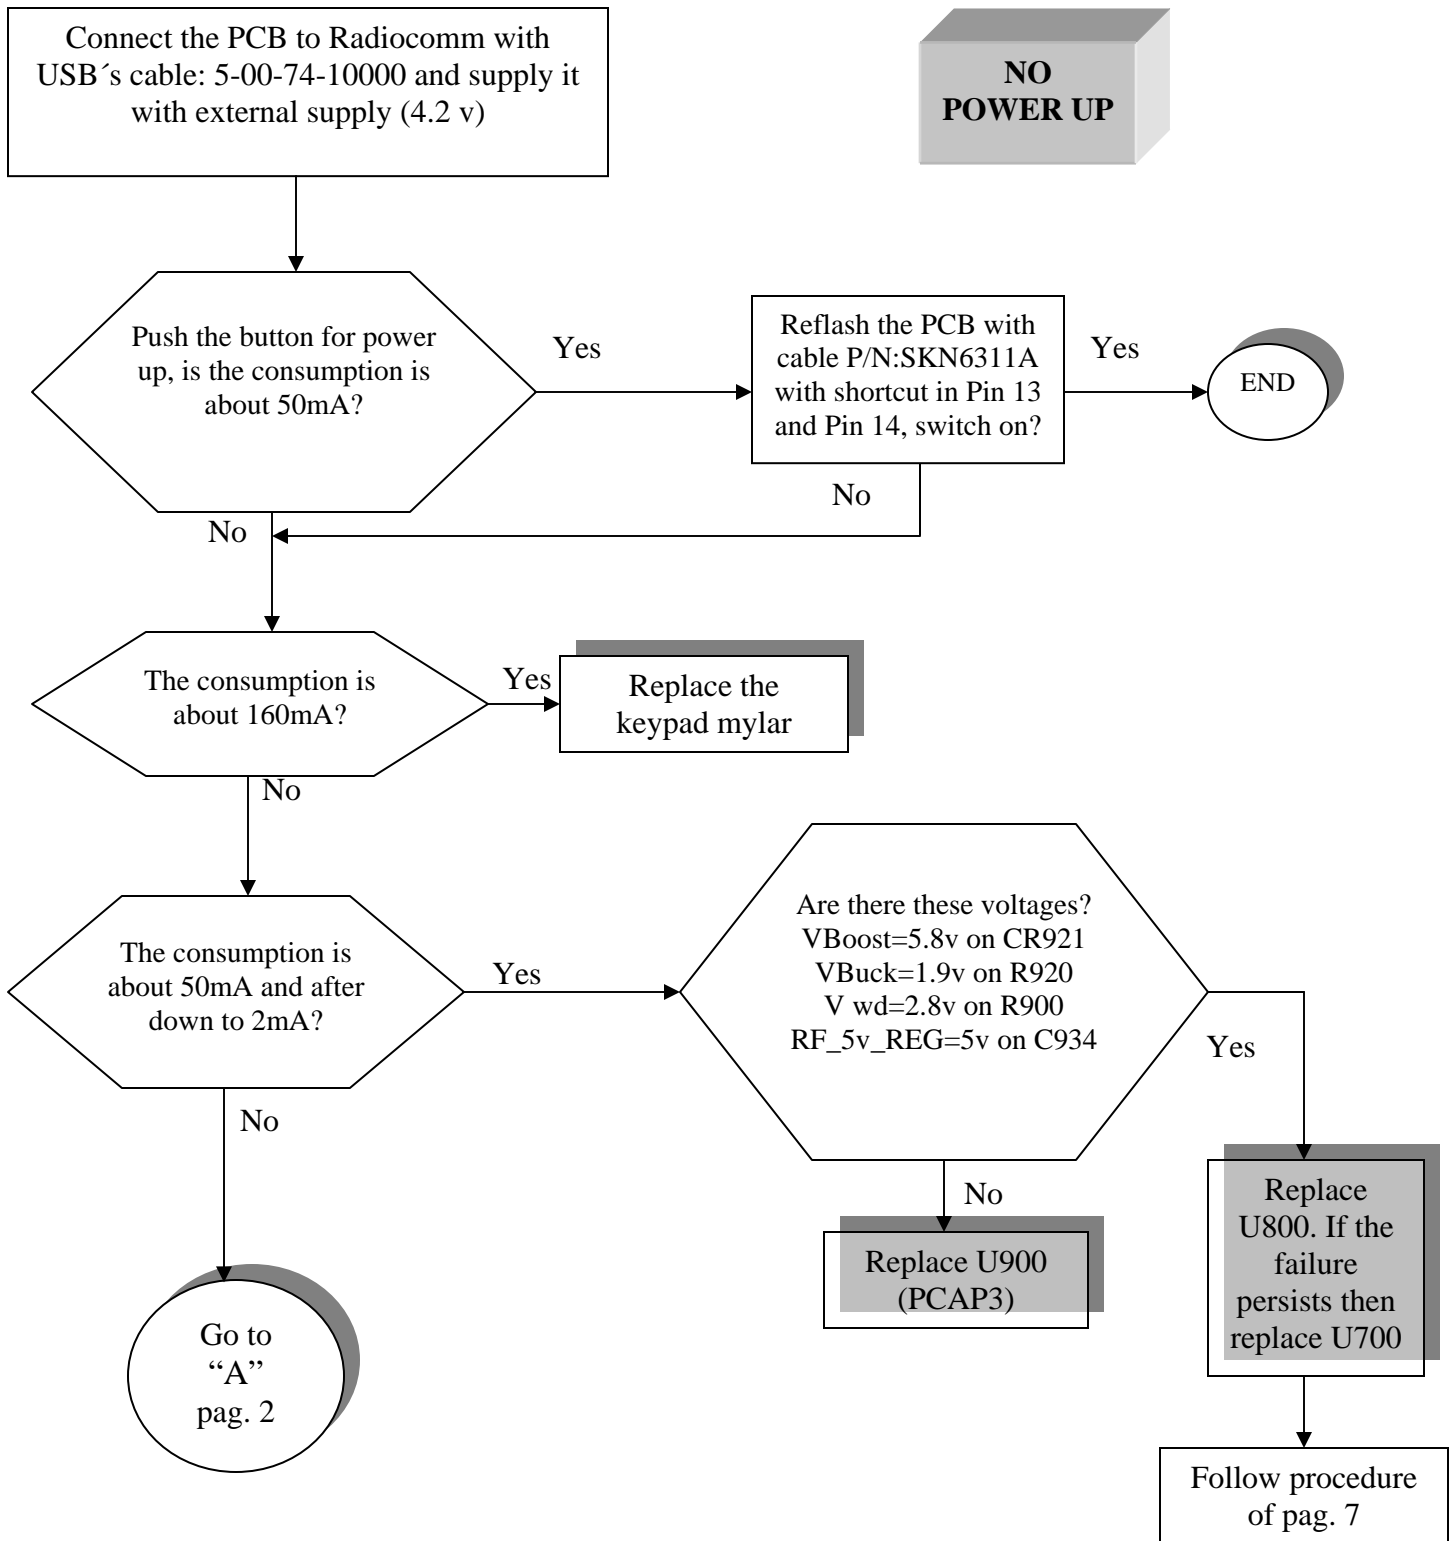 Connect the PCB to Radiocomm with
USB´s cable: 5-00-74-10000 and supply it
with external supply (4.2 v)
NO
POWER UP
Push the button for power
up, is the consumption is
about 50mA?
Yes
Reflash the PCB with
cable P/N:SKN6311A
with shortcut in Pin 13
and Pin 14, switch on?
Yes
END
No
No
The consumption is
about 160mA?
Yes
Replace the
keypad mylar
No
The consumption is
about 50mA and after
down to 2mA?
Yes
Are there these voltages?
VBoost=5.8v on CR921
VBuck=1.9v on R920
V wd=2.8v on R900
RF_5v_REG=5v on C934
Yes
No
No
Replace U900
(PCAP3)
Replace
U800. If the
failure
persists then
replace U700
Go to
“A”
pag. 2
Follow procedure
of pag. 7